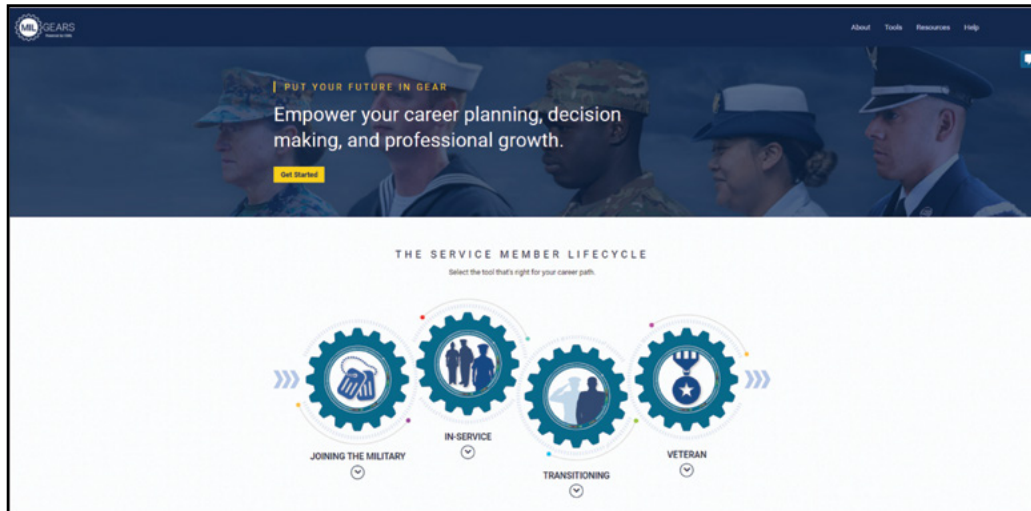 MIL GEARS
About Tools Resources Help
PUT YOUR FUTURE IN GEAR
Empower your career planning, decision
making, and professional growth.
Get Started
THE SERVICE MEMBER LIFECYCLE
Select the tool that's right for your career path.
JOINING THE MILITARY
IN-SERVICE
TRANSITIONING
VETERAN